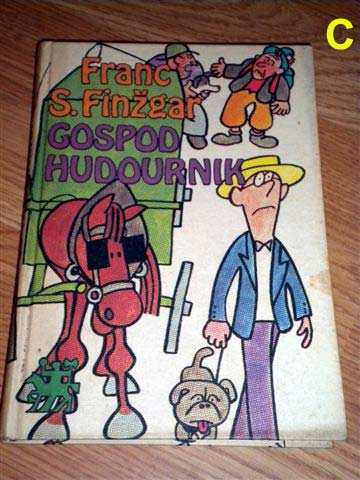 C
Franc
S. Finžgar
GOSPOD
HUDOURNIK